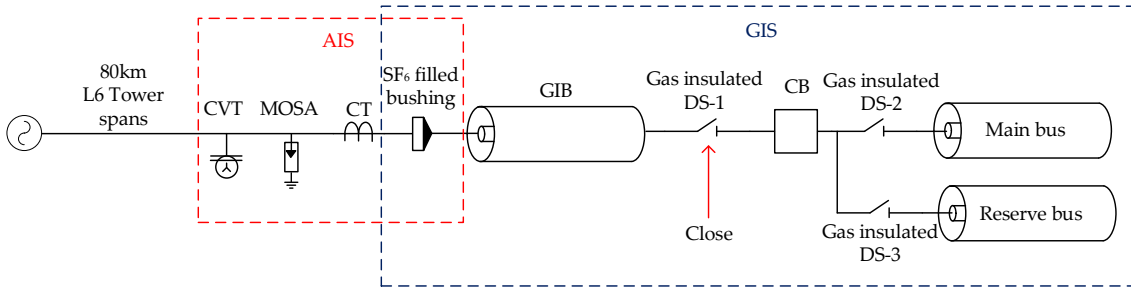 AIS
GIS
80km
L6 Tower
spans
CVT
MOSA
CT
SF₆ filled
bushing
GIB
Gas insulated
DS-1
CB
Gas insulated
DS-2
Main bus
Close
Gas insulated
DS-3
Reserve bus